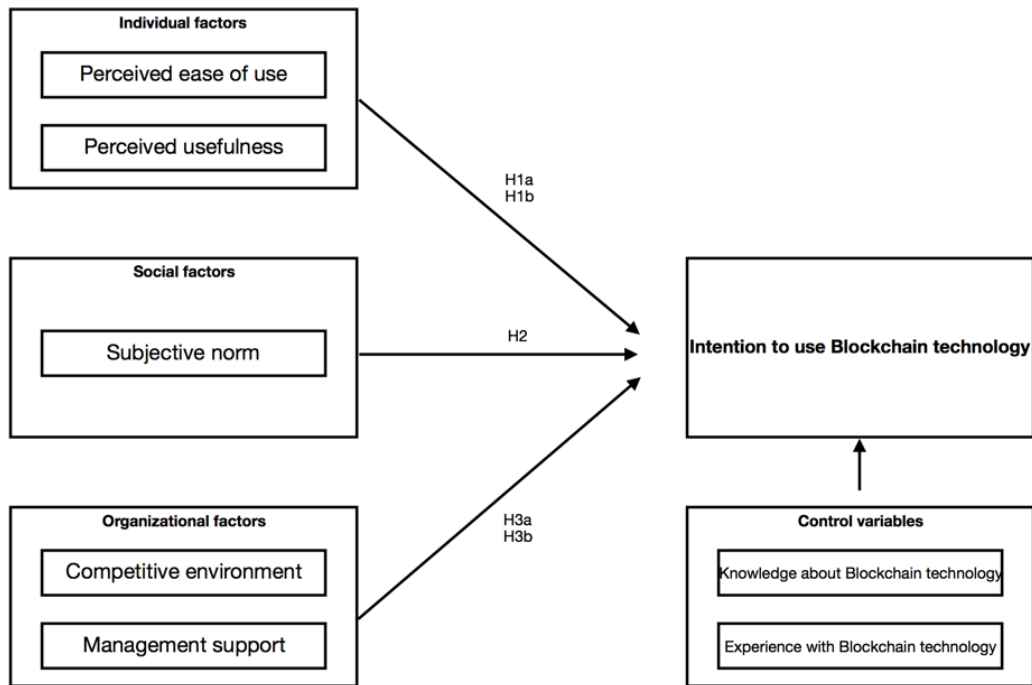 Individual factors
Perceived ease of use
Perceived usefulness
H1a
H1b
Social factors
Subjective norm
H2
Intention to use Blockchain technology
Organizational factors
Competitive environment
Management support
H3a
H3b
Control variables
Knowledge about Blockchain technology
Experience with Blockchain technology